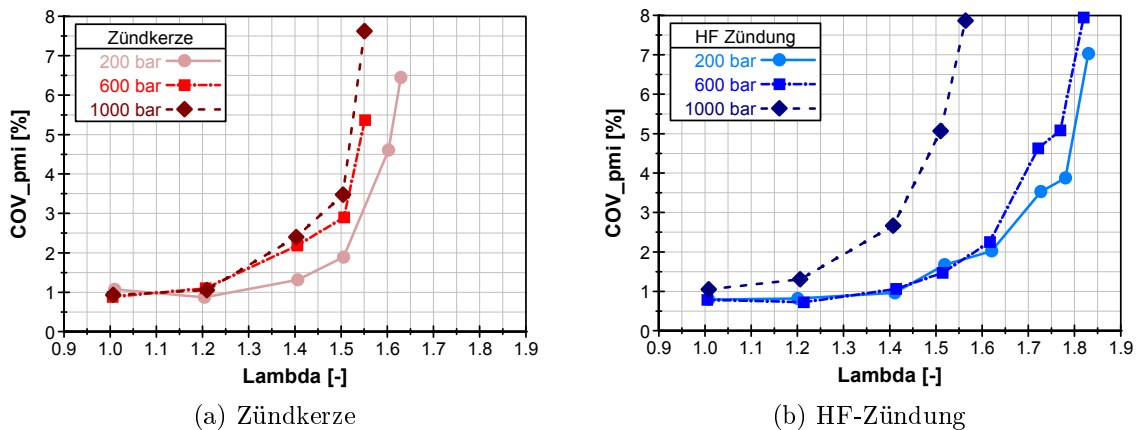 COV_pmi [%]
8
7
6
5
4
3
2
1
0
Zündkerze
200 bar
600 bar
1000 bar
0.9 1.0 1.1 1.2 1.3 1.4 1.5 1.6 1.7 1.8 1.9
Lambda [-]
(a) Zündkerze
COV_pmi [%]
8
7
6
5
4
3
2
1
0
HF Zündung
200 bar
600 bar
1000 bar
0.9 1.0 1.1 1.2 1.3 1.4 1.5 1.6 1.7 1.8 1.9
Lambda [-]
(b) HF-Zündung